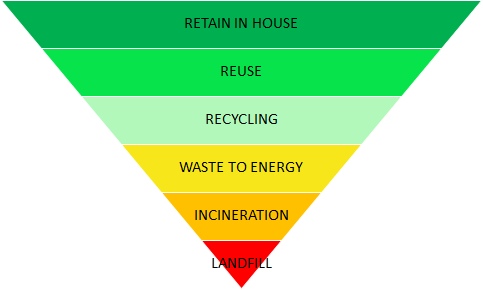 RETAIN IN HOUSE
REUSE
RECYCLING
WASTE TO ENERGY
INCINERATION
LANDFILL